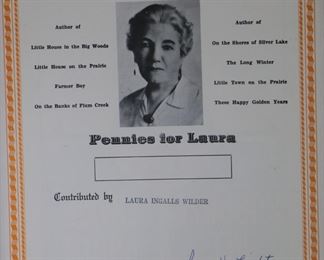 Author of
Little House in the Big Woods
Little House on the Prairie
Farmer Boy
On the Banks of Plum Creek
Author of
On the Shores of Silver Lake
The Long Winter
Little Town on the Prairie
These Happy Golden Years
Pennies for Laura
Contributed by LAURA INGALLS WILDER